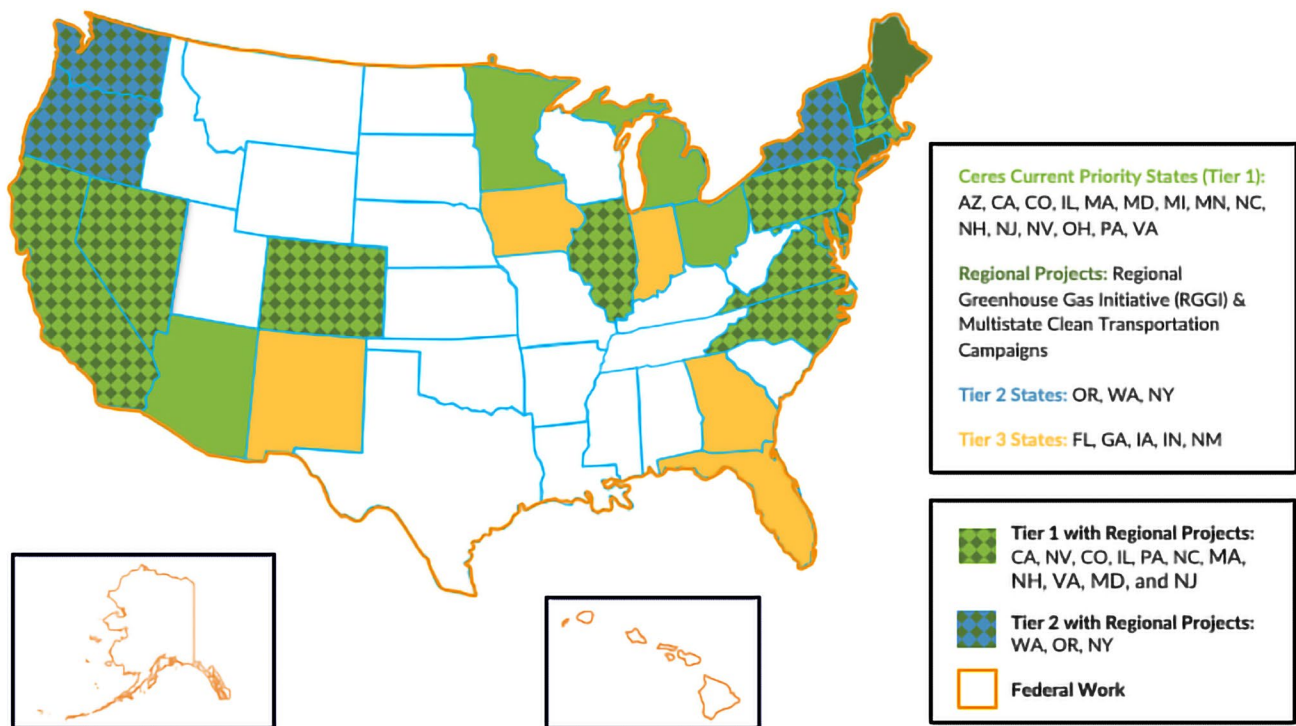 Ceres Current Priority States (Tier 1):
AZ, CA, CO, IL, MA, MD, MI, MN, NC,
NH, NJ, NV, OH, PA, VA
Regional Projects: Regional
Greenhouse Gas Initiative (RGGI) &
Multistate Clean Transportation
Campaigns
Tier 2 States: OR, WA, NY
Tier 3 States: FL, GA, IA, IN, NM
Tier 1 with Regional Projects:
CA, NV, CO, IL, PA, NC, MA,
NH, VA, MD, and NJ
Tier 2 with Regional Projects:
WA, OR, NY
Federal Work